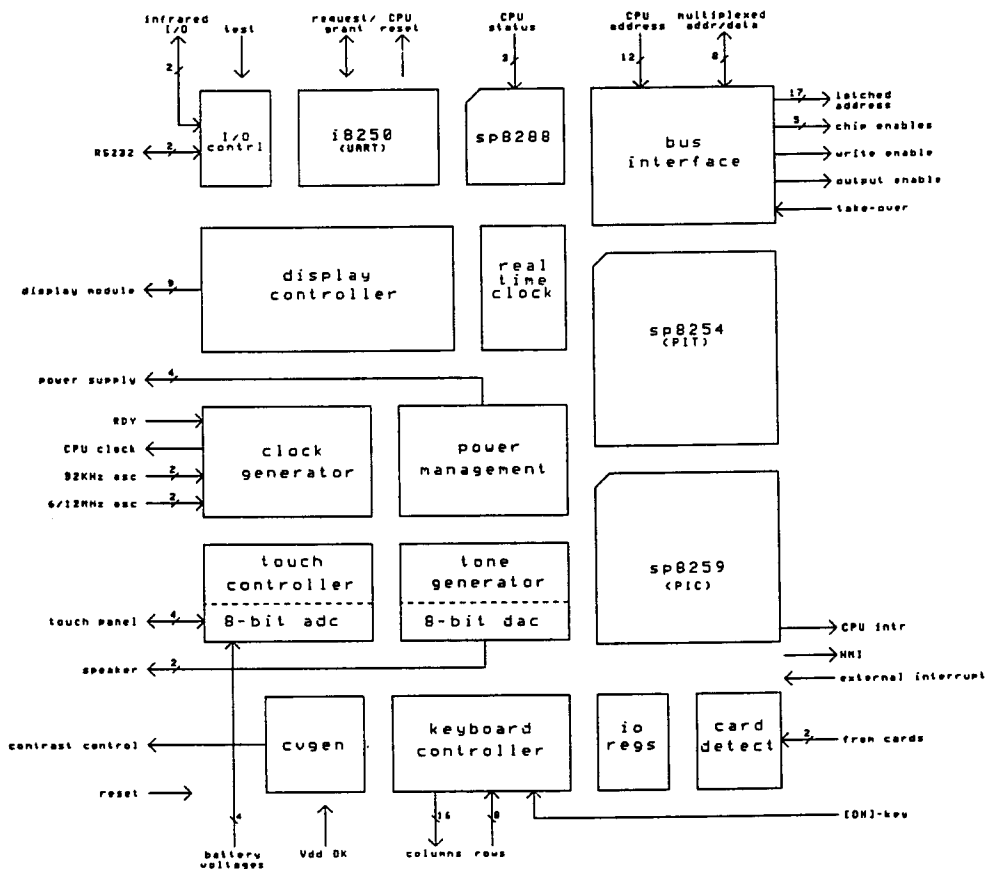 infrared
I/O
test
request/
grant
CPU
reset
CPU
status
CPU
address
multiplexed
addr/data
2
3
12
8
I/O
contrl
i8250
(UART)
sp8288
bus
interface
17
latched
address
5
chip enables
write enable
output enable
take-over
RS232
2
display module
9
display
controller
real
time
clock
sp8254
(PIT)
power supply
4
RDY
CPU clock
32KHz osc
2
6/12MHz osc
2
clock
generator
power
management
touch
controller
8-bit adc
tone
generator
8-bit dac
sp8259
(PIC)
touch panel
4
speaker
2
CPU intr
NMI
external interrupt
contrast control
cvgen
keyboard
controller
io
regs
card
detect
2
from cards
reset
4
16
8
[ON]-key
battery
voltages
Vdd OK
columns
rows